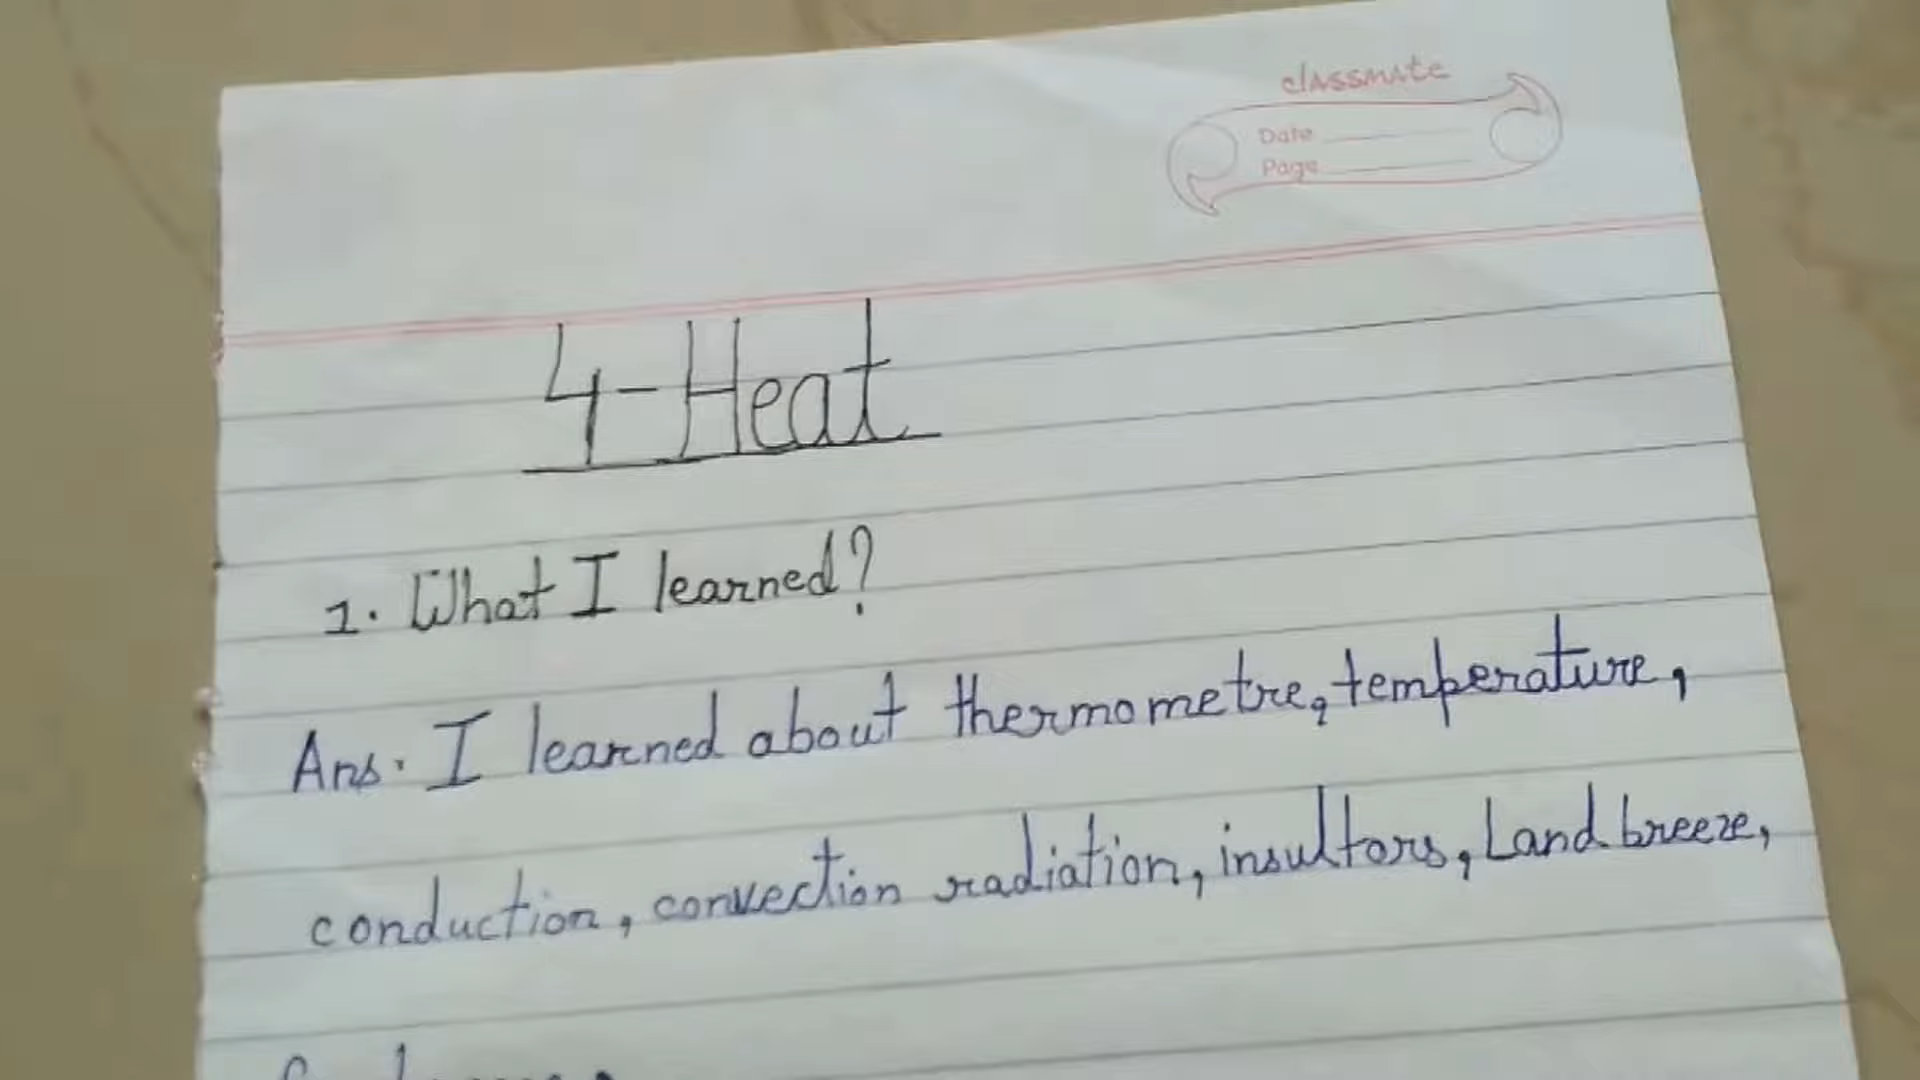 classmate
Date
Page
4-Heat
1. What I learned?
Ans. I learned about thermometre, temperature,
conduction, convection radiation, insultors, Land breeze,